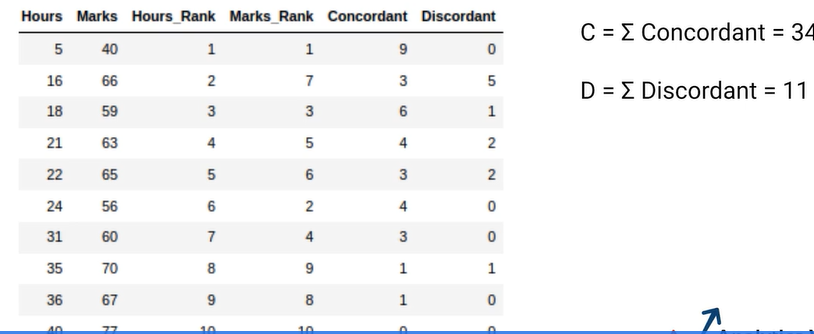 Hours Marks Hours_Rank Marks_Rank Concordant Discordant
5 40 1 1 9 0
16 66 2 7 3 5
18 59 3 3 6 1
21 63 4 5 4 2
22 65 5 6 3 2
24 56 6 2 4 0
31 60 7 4 3 0
35 70 8 9 1 1
36 67 9 8 1 0
40 77 10 10 0 0
C = Σ Concordant = 34
D = Σ Discordant = 11